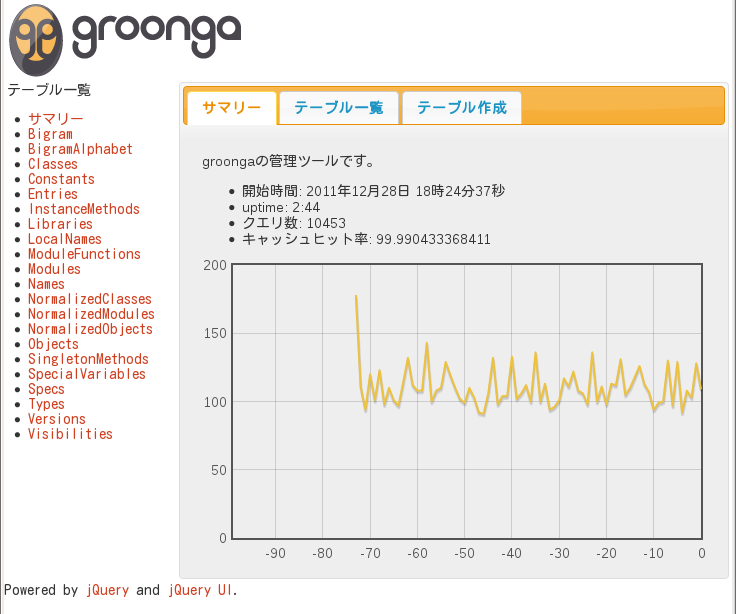 groonga
テーブル一覧
サマリー
Bigram
BigramAlphabet
Classes
Constants
Entries
InstanceMethods
Libraries
LocalNames
ModuleFunctions
Modules
Names
NormalizedClasses
NormalizedModules
NormalizedObjects
Objects
SingletonMethods
SpecialVariables
Specs
Types
Versions
Visibilities
サマリー テーブル一覧 テーブル作成
groongaの管理ツールです。
開始時間: 2011年12月28日 18時24分37秒
uptime: 2:44
クエリ数: 10453
キャッシュヒット率: 99.990433368411
200
150
100
50
0
-90 -80 -70 -60 -50 -40 -30 -20 -10 0
Powered by jQuery and jQuery UI.